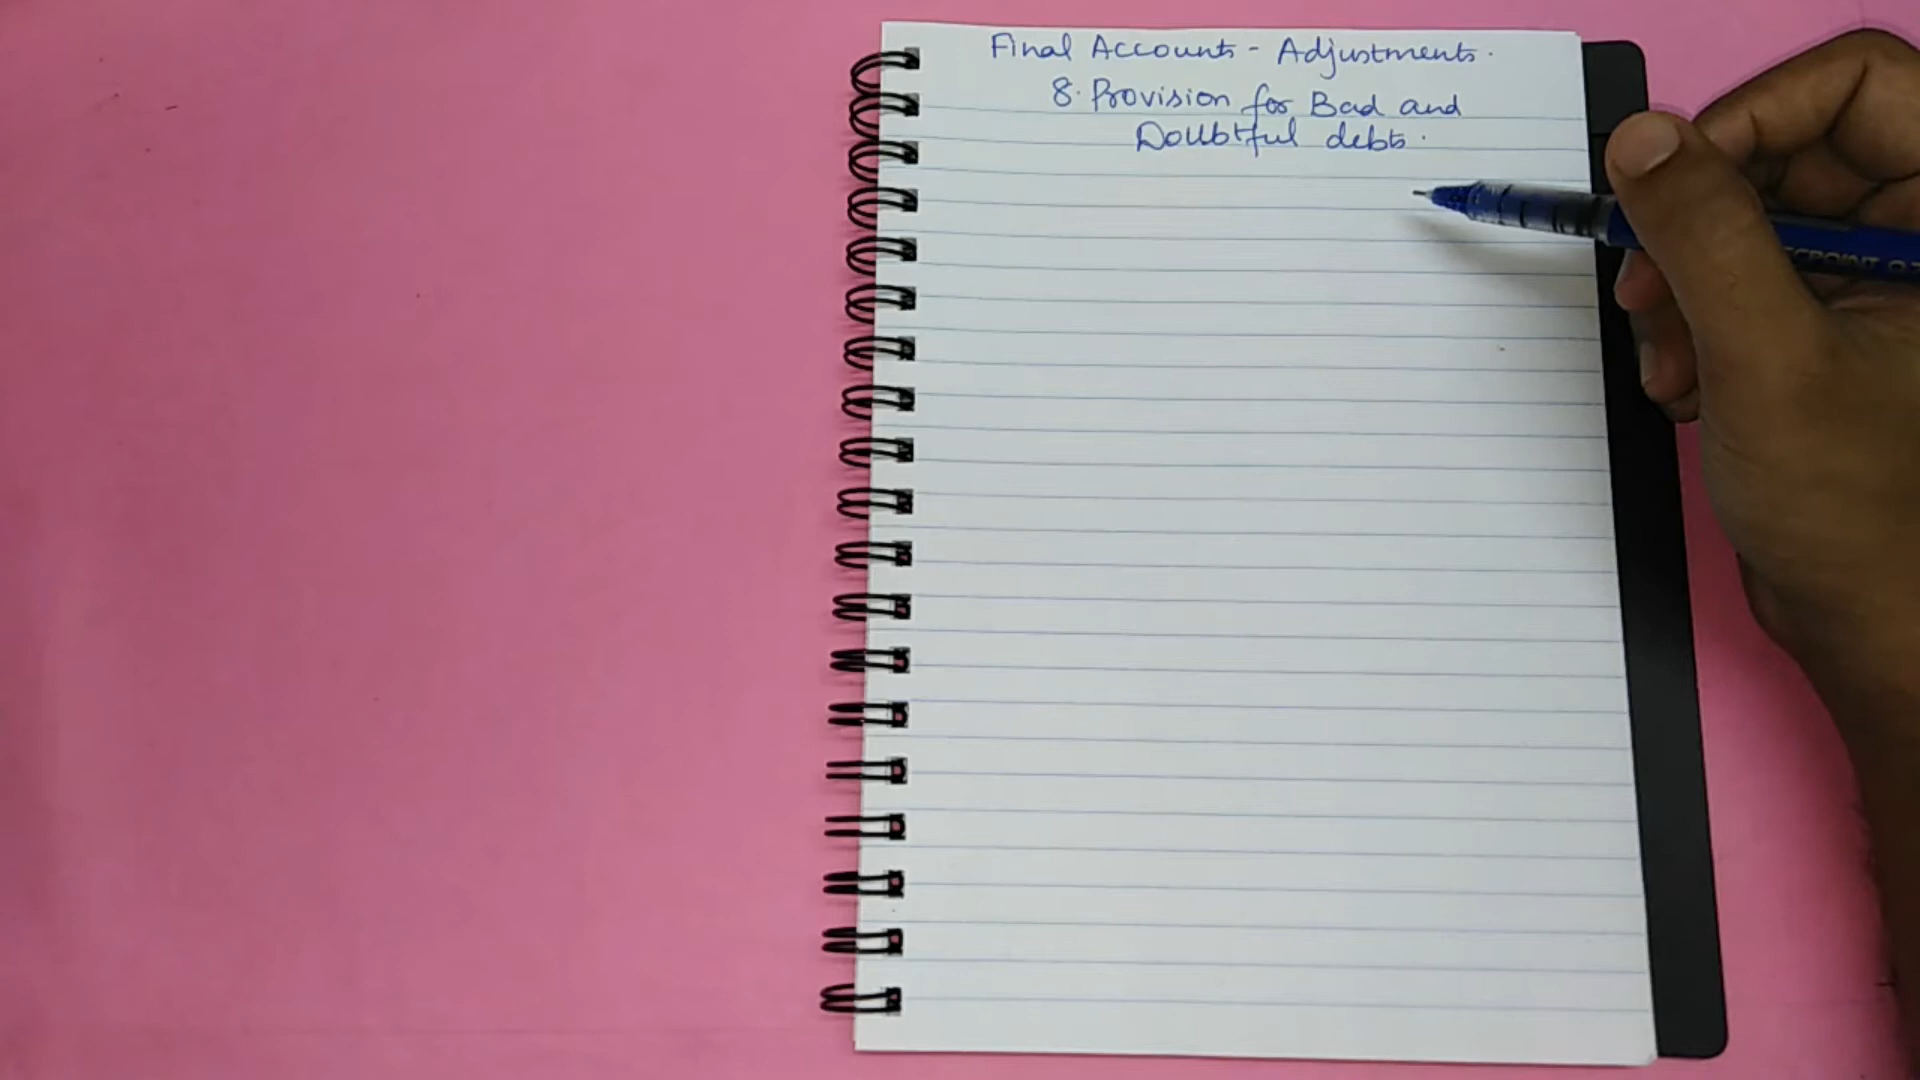 Final Accounts - Adjustments.
8. Provision for Bad and
Doubtful debts.